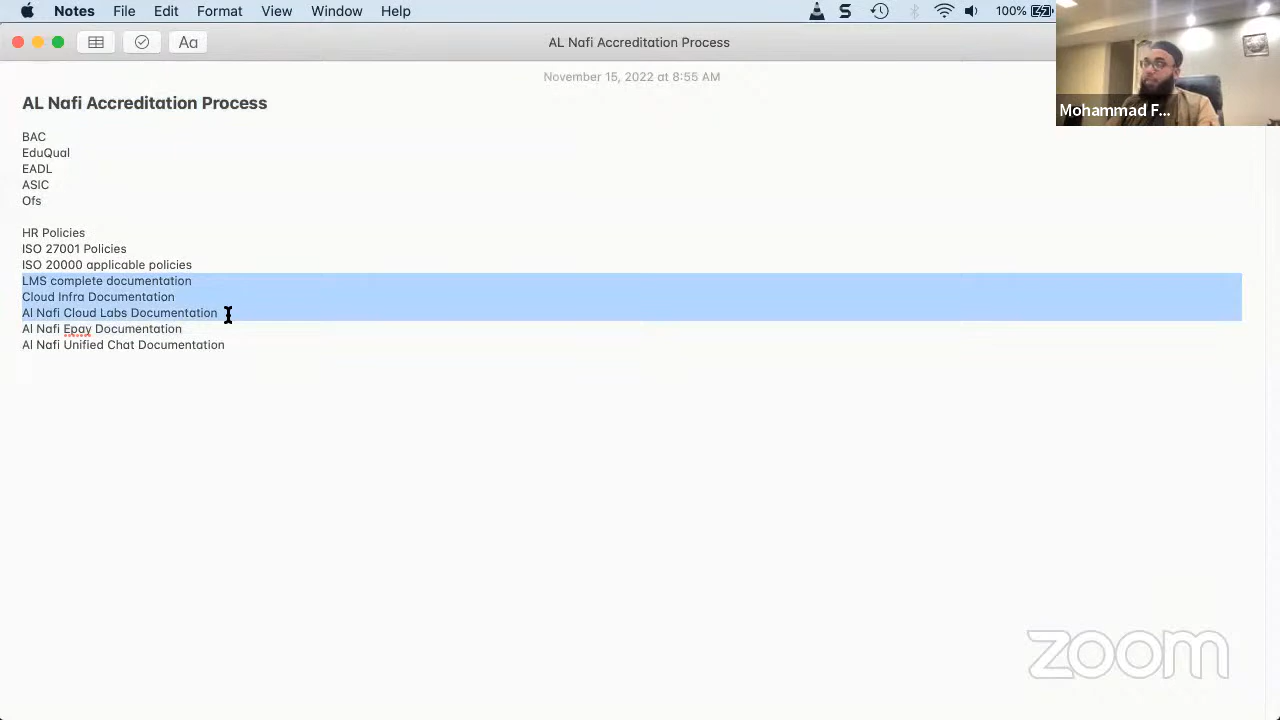 Notes File Edit Format View Window Help
100%
AL Nafi Accreditation Process
November 15, 2022 at 8:55 AM
Aa
AL Nafi Accreditation Process
BAC
EduQual
EADL
ASIC
Ofs
HR Policies
ISO 27001 Policies
ISO 20000 applicable policies
LMS complete documentation
Cloud Infra Documentation
Al Nafi Cloud Labs Documentation
Al Nafi Epay Documentation
Al Nafi Unified Chat Documentation
Mohammad F...
zoom